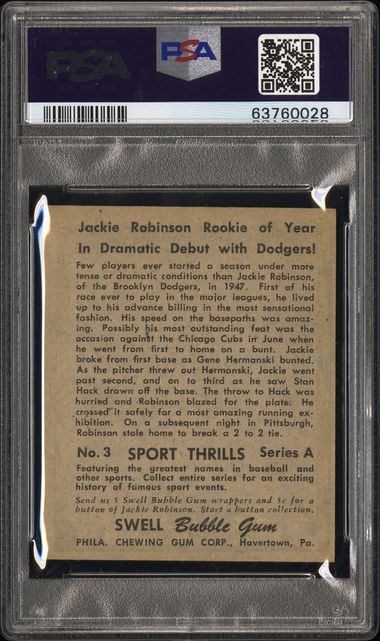 PSA
PSA
63760028
Jackie Robinson Rookie of Year
In Dramatic Debut with Dodgers!
Few players ever started a season under more
tense or dramatic conditions than Jackie Robinson,
of the Brooklyn Dodgers, in 1947. First of his
race ever to play in the major leagues, he lived
up to his advance billing in the most sensational
fashion. His speed on the basepaths was amaz-
ing. Possibly his most outstanding feat was the
occasion against the Chicago Cubs in June when
he went from first to home on a bunt. Jackie
broke from first base as Gene Hermanski bunted.
As the pitcher threw out Hermanski, Jackie went
past second, and on to third as he saw Stan
Hack drawn off the base. The throw to Hack was
hurried and Robinson blazed for the plate. He
crossed it safely for a most amazing running exhi-
bition. On a subsequent night in Pittsburgh,
Robinson stole home to break a 2 to 2 tie.
No. 3 SPORT THRILLS Series A
Featuring the greatest names in baseball and
other sports. Collect entire series for an exciting
history of famous sport events.
Send us 5 Swell Bubble Gum wrappers and 5c for a
button of Jackie Robinson. Start a button collection.
SWELL Bubble Gum
PHILA. CHEWING GUM CORP., Havertown, Pa.